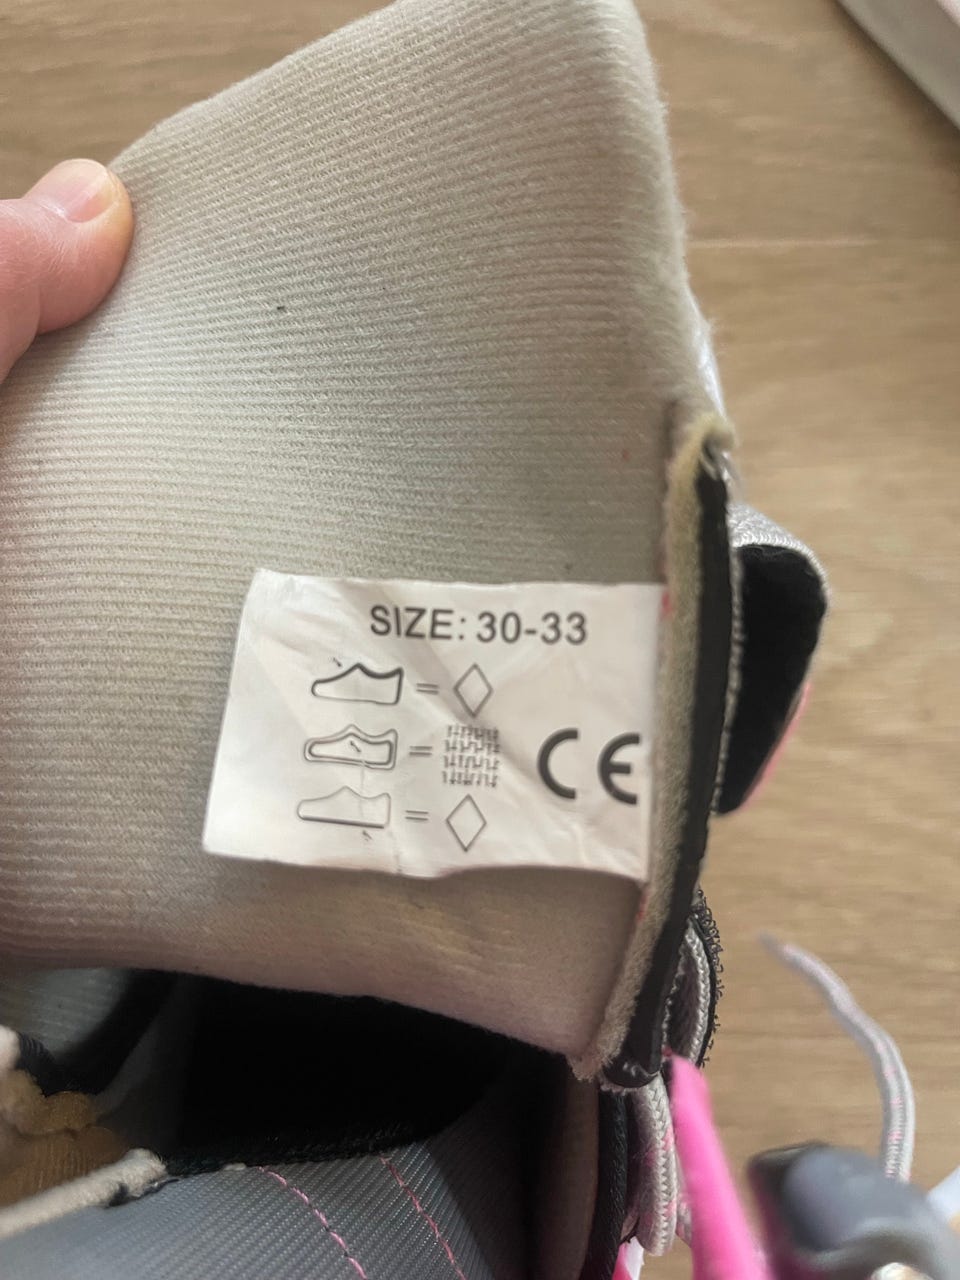 SIZE: 30-33
=
=
CE
=